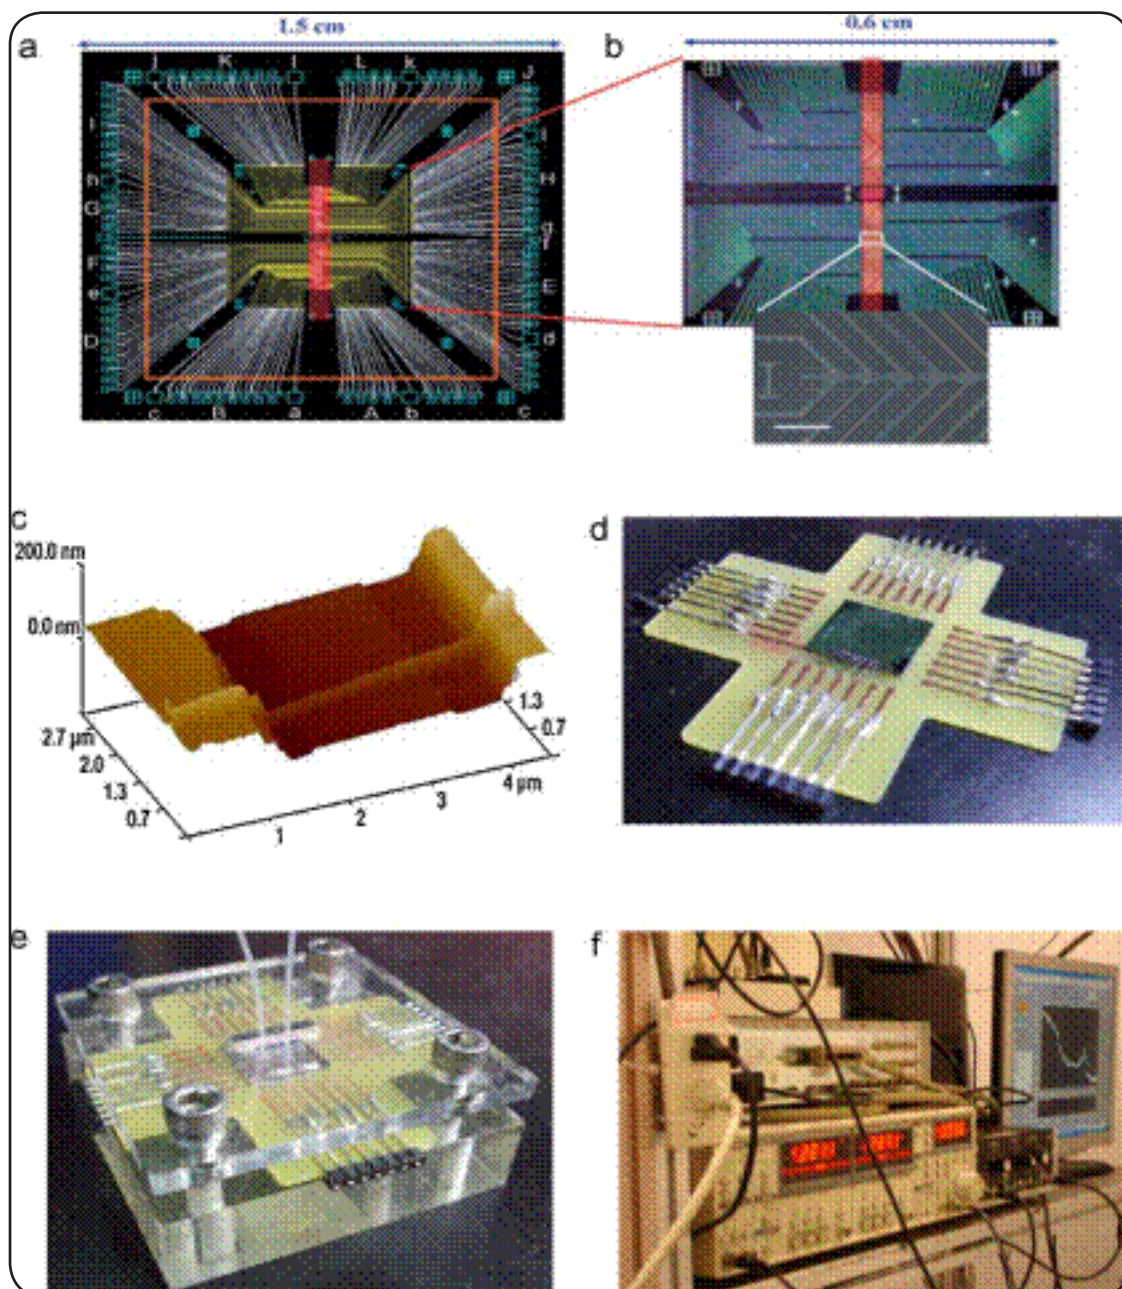 a
1.5 cm
j K l L k J
I i
h H
G g
F f
e E
D d
c B a A b C
b
0.6 cm
c
200.0 nm
0.0 nm
2.7 µm
2.0
1.3
0.7
1
2
3
4 µm
1.3
0.7
d
e
f